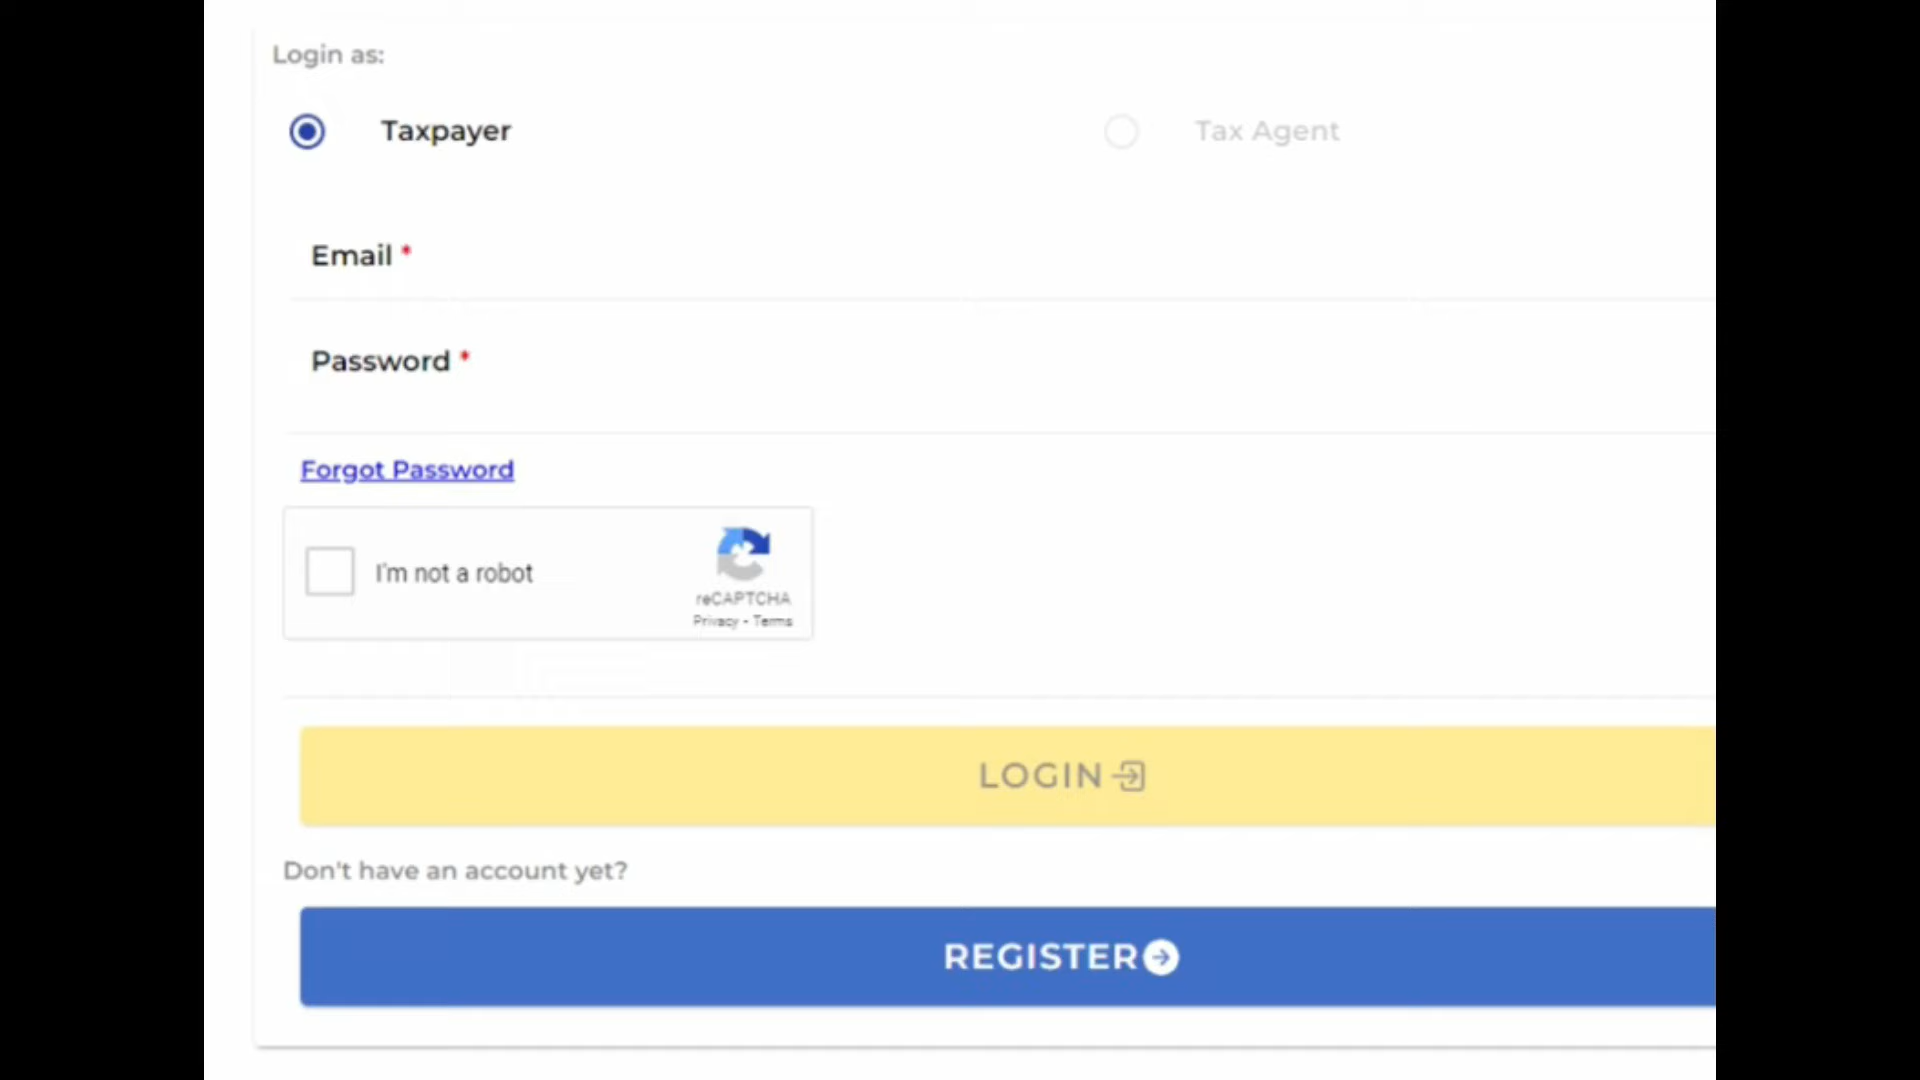 Login as:
Taxpayer
Tax Agent
Email *
Password *
Forgot Password
I'm not a robot
reCAPTCHA
Privacy - Terms
LOGIN
Don't have an account yet?
REGISTER